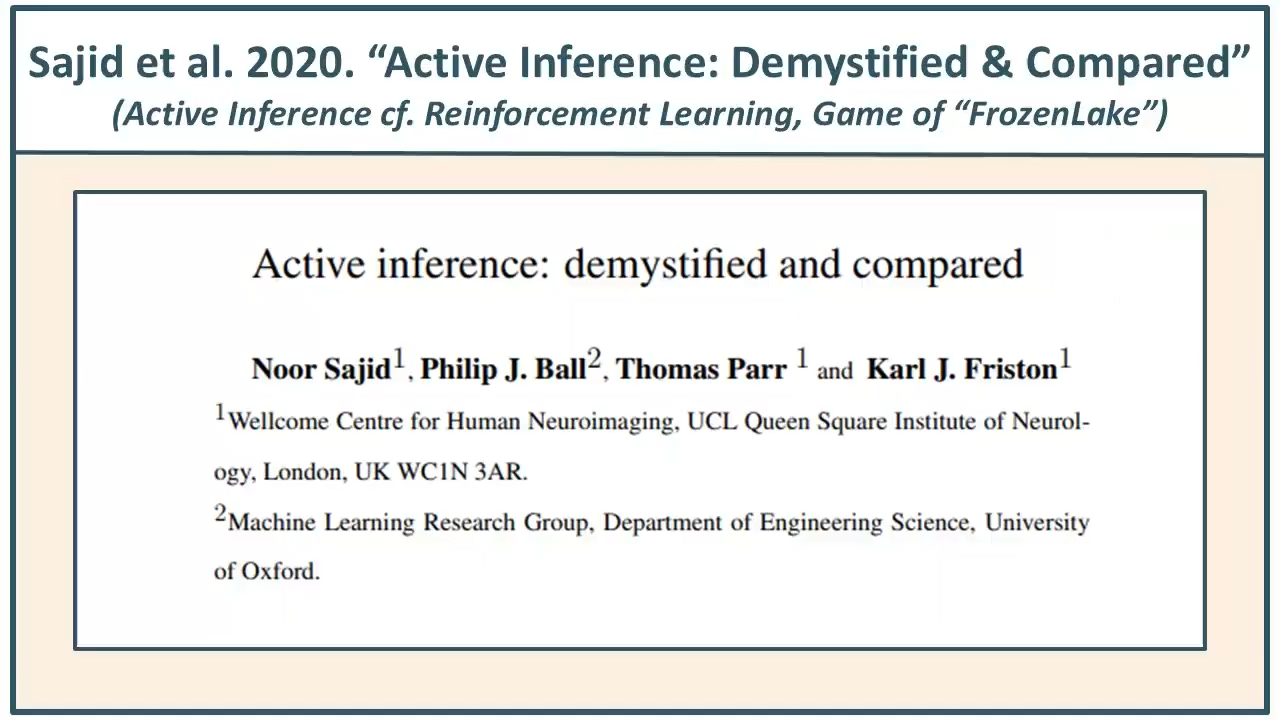 Sajid et al. 2020. “Active Inference: Demystified & Compared”
(Active Inference cf. Reinforcement Learning, Game of “FrozenLake”)
Active inference: demystified and compared
Noor Sajid1, Philip J. Ball2, Thomas Parr 1 and Karl J. Friston1
1Wellcome Centre for Human Neuroimaging, UCL Queen Square Institute of Neurol-
ogy, London, UK WC1N 3AR.
2Machine Learning Research Group, Department of Engineering Science, University
of Oxford.